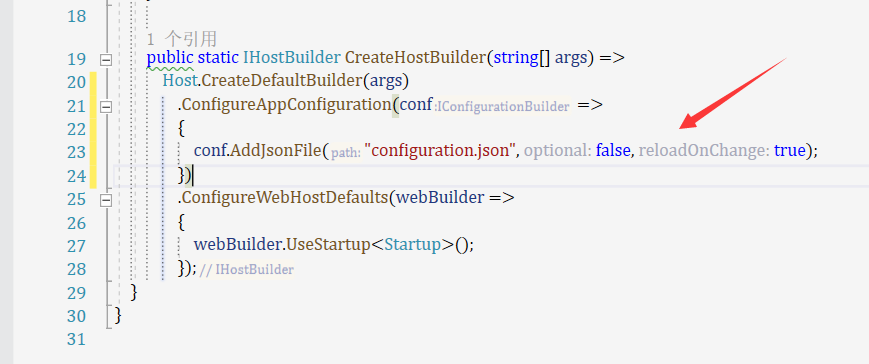 18
1 个引用
19 public static IHostBuilder CreateHostBuilder(string[] args) =>
20 Host.CreateDefaultBuilder(args)
21 .ConfigureAppConfiguration(conf :IConfigurationBuilder =>
22 {
23 conf.AddJsonFile( path: "configuration.json", optional: false, reloadOnChange: true);
24 })
25 .ConfigureWebHostDefaults(webBuilder =>
26 {
27 webBuilder.UseStartup<Startup>();
28 }); // IHostBuilder
29 }
30 }
31